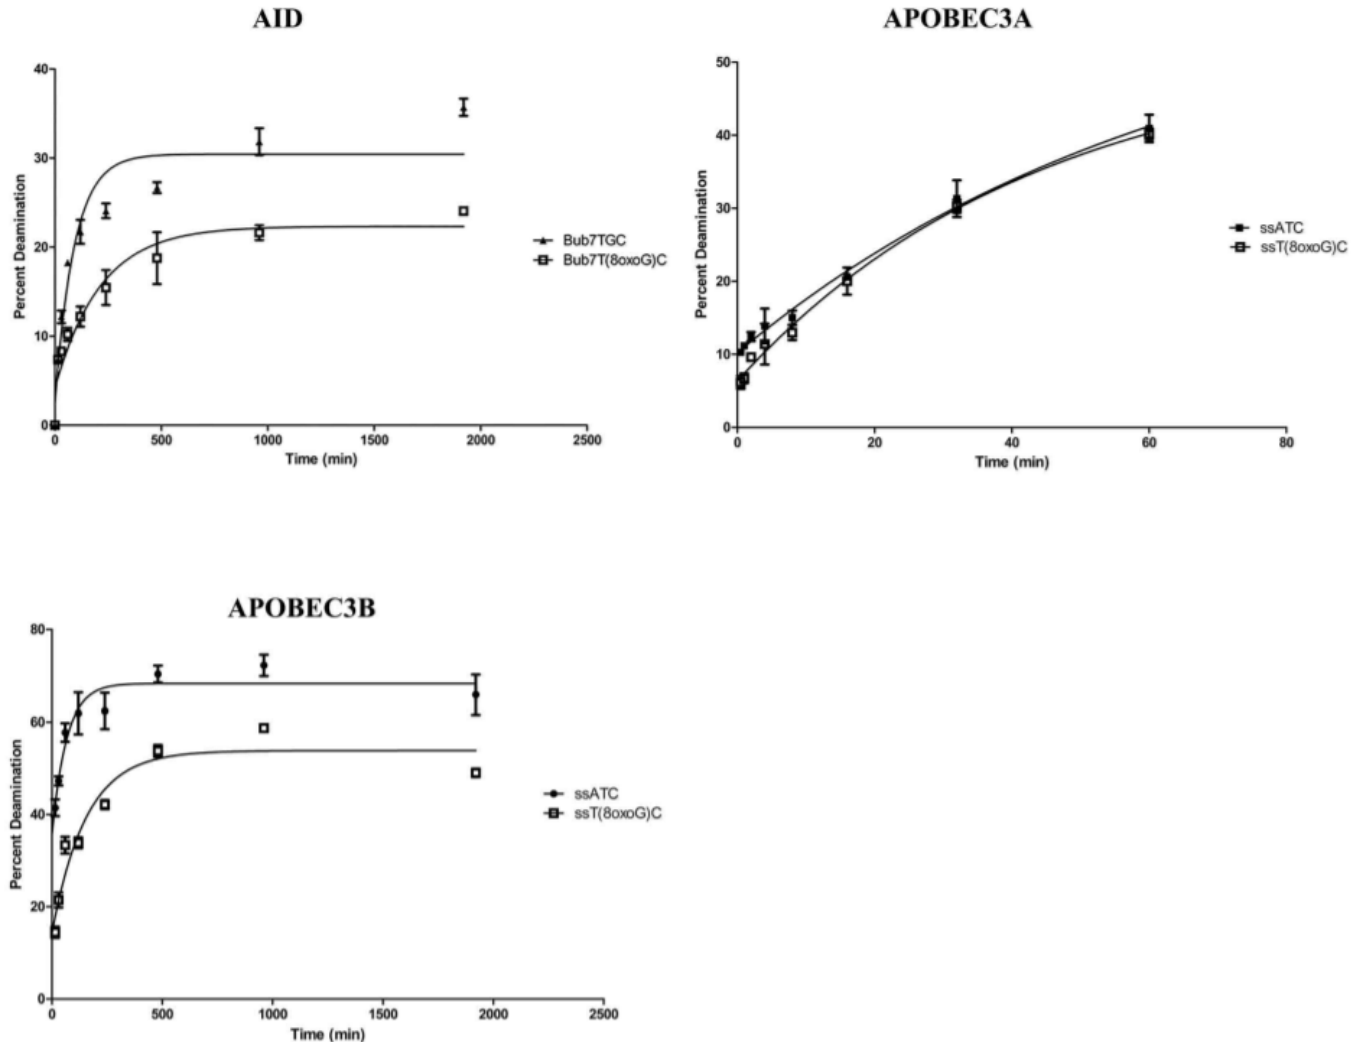 AID
40
30
20
10
0
Percent Deamination
0 500 1000 1500 2000 2500
Time (min)
Bub7TGC
Bub7T(8oxoG)C
APOBEC3A
50
40
30
20
10
0
Percent Deamination
0 20 40 60 80
Time (min)
ssATC
ssT(8oxoG)C
APOBEC3B
80
60
40
20
0
Percent Deamination
0 500 1000 1500 2000 2500
Time (min)
ssATC
ssT(8oxoG)C